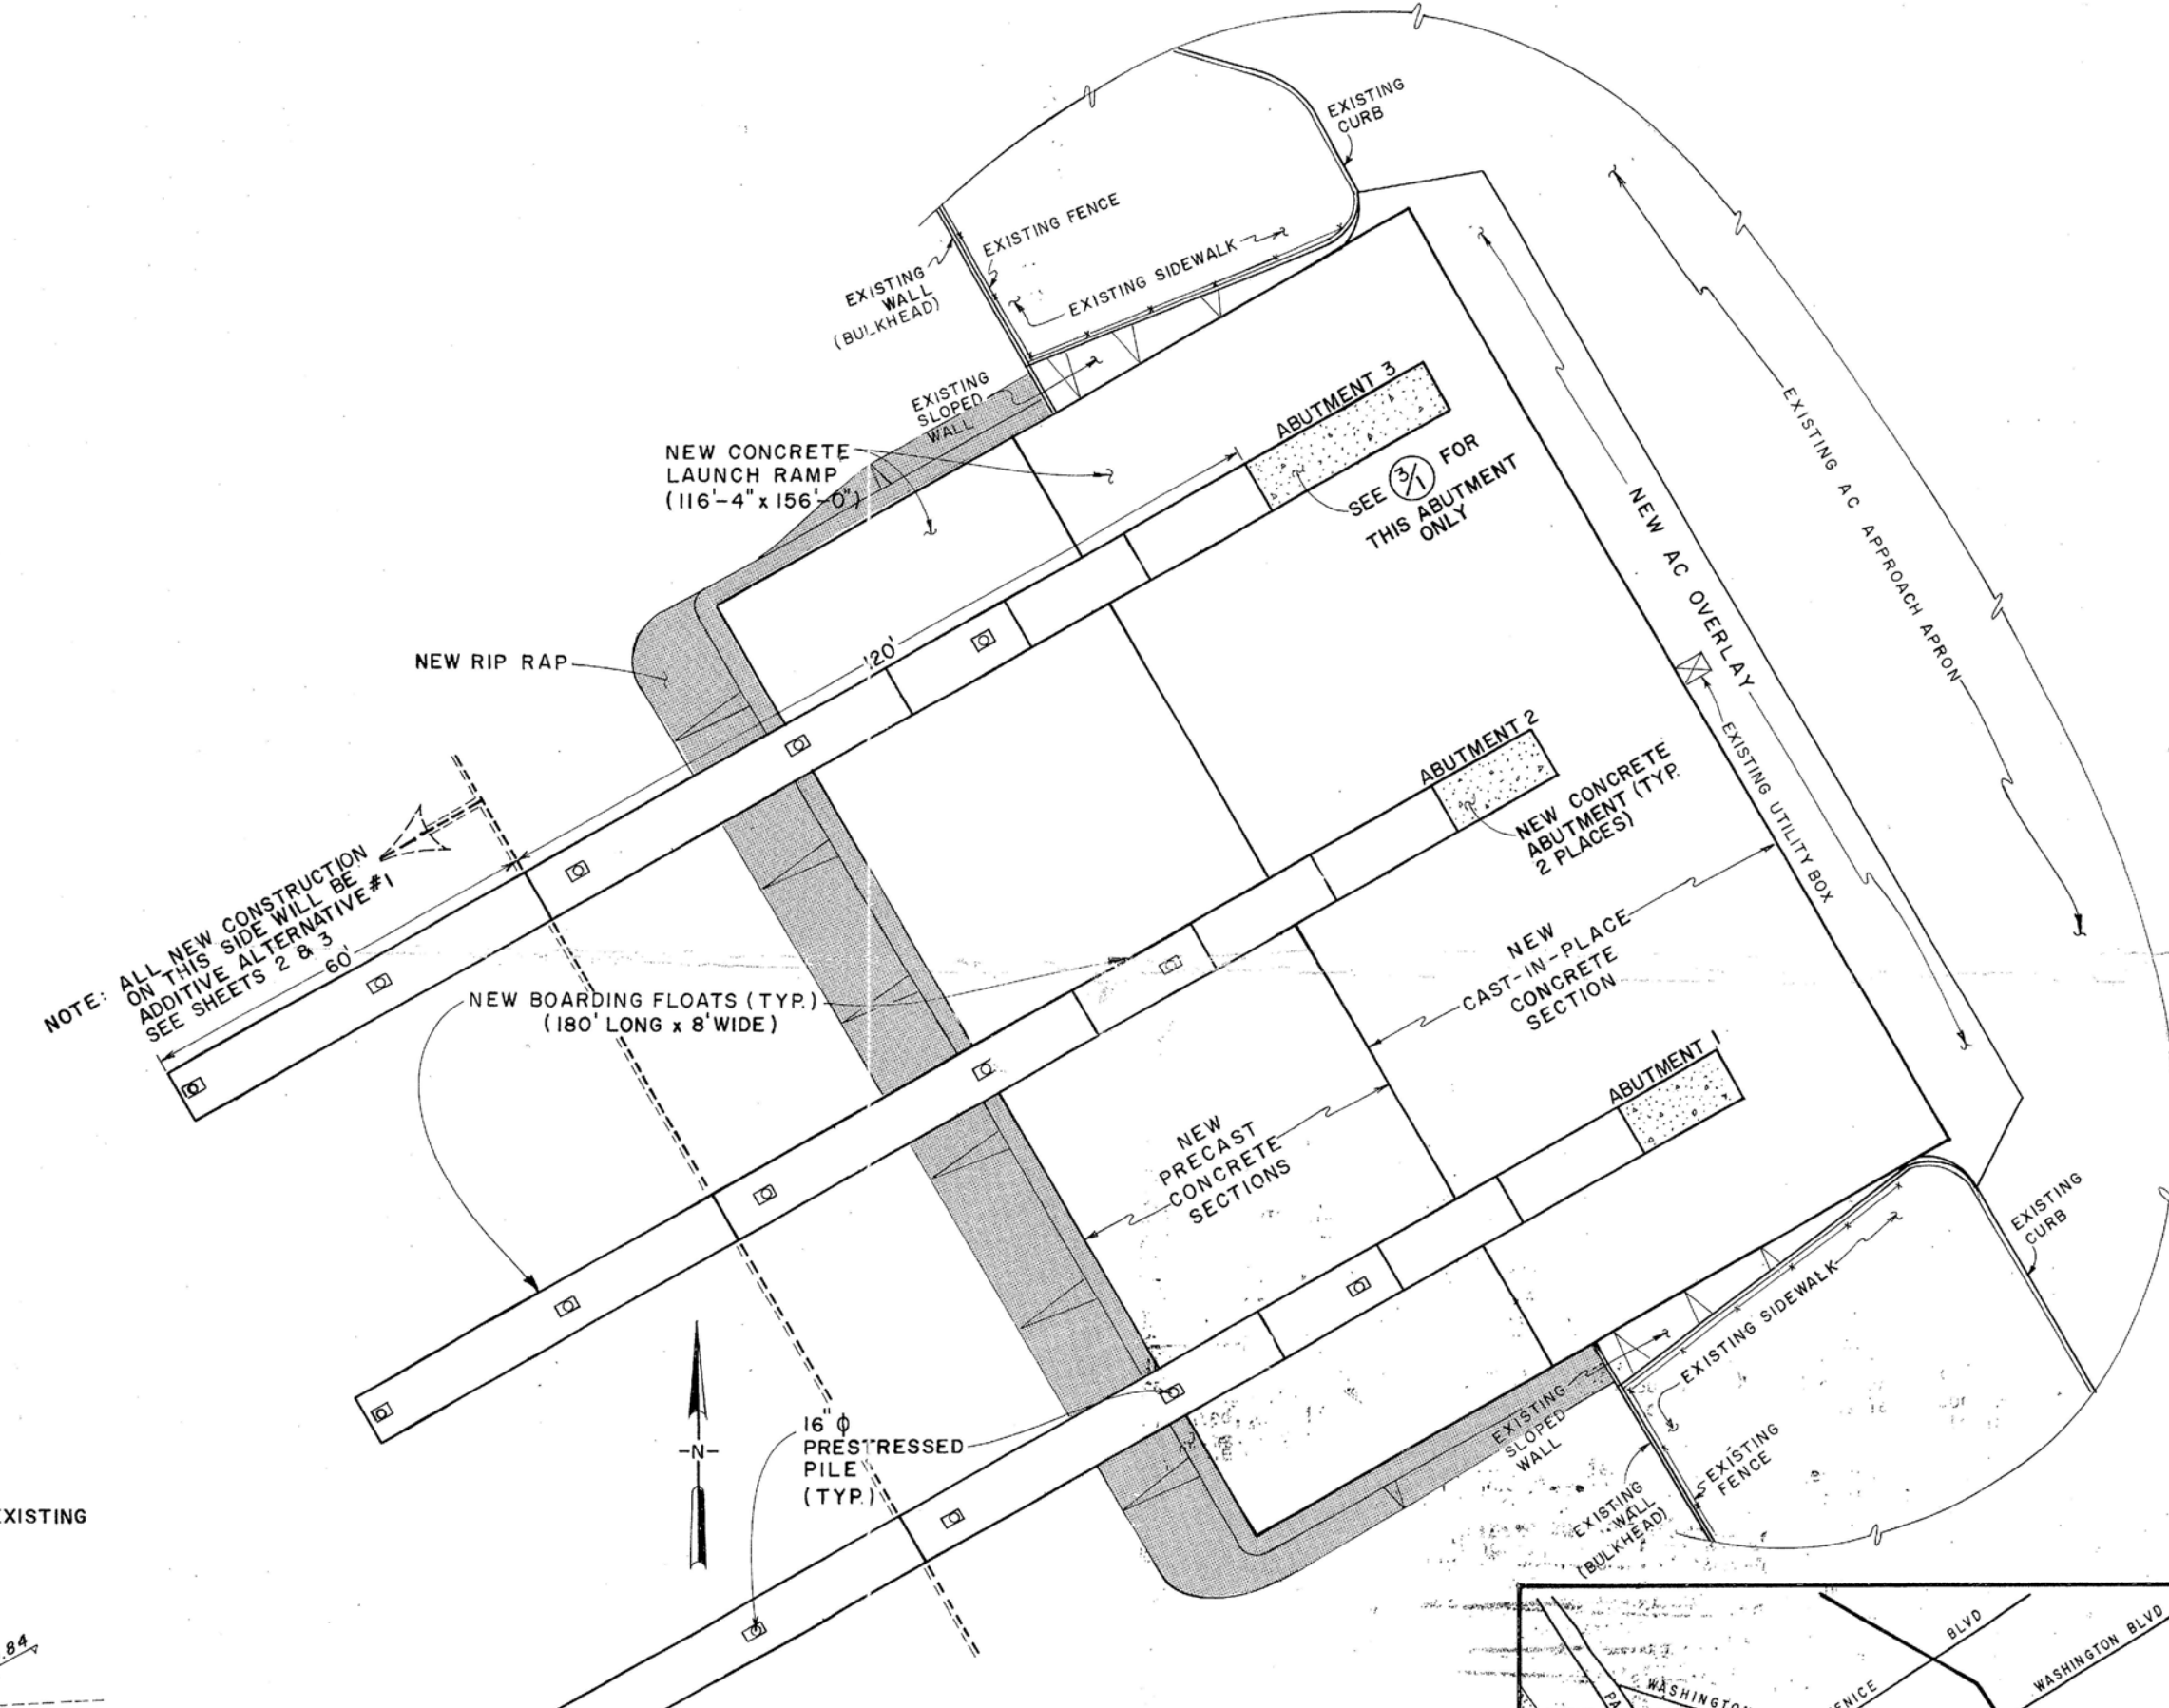 EXISTING
CURB
EXISTING FENCE
EXISTING SIDEWALK
EXISTING
WALL
(BULKHEAD)
EXISTING
SLOPED
WALL
NEW CONCRETE
LAUNCH RAMP
(116'-4" x 156'-0")
ABUTMENT 3
SEE 3/1 FOR
THIS ABUTMENT
ONLY
NEW AC OVERLAY
EXISTING AC APPROACH APRON
NEW RIP RAP
120'
ABUTMENT 2
NEW CONCRETE
ABUTMENT (TYP.
2 PLACES)
EXISTING UTILITY BOX
NOTE: ALL NEW CONSTRUCTION
ON THIS SIDE WILL BE
ADDITIVE ALTERNATIVE #1
SEE SHEETS 2 & 3
60'
NEW BOARDING FLOATS (TYP.)
(180' LONG x 8' WIDE)
NEW
CAST-IN-PLACE
CONCRETE
SECTION
ABUTMENT 1
NEW
PRECAST
CONCRETE
SECTIONS
EXISTING
CURB
EXISTING SIDEWALK
16" ϕ
PRESTRESSED
PILE
(TYP.)
-N-
EXISTING
SLOPED
WALL
EXISTING
FENCE
EXISTING
WALL
(BULKHEAD)
EXISTING
.84
BLVD
WASHINGTON BLVD
WASHINGTON
ENICE
PA